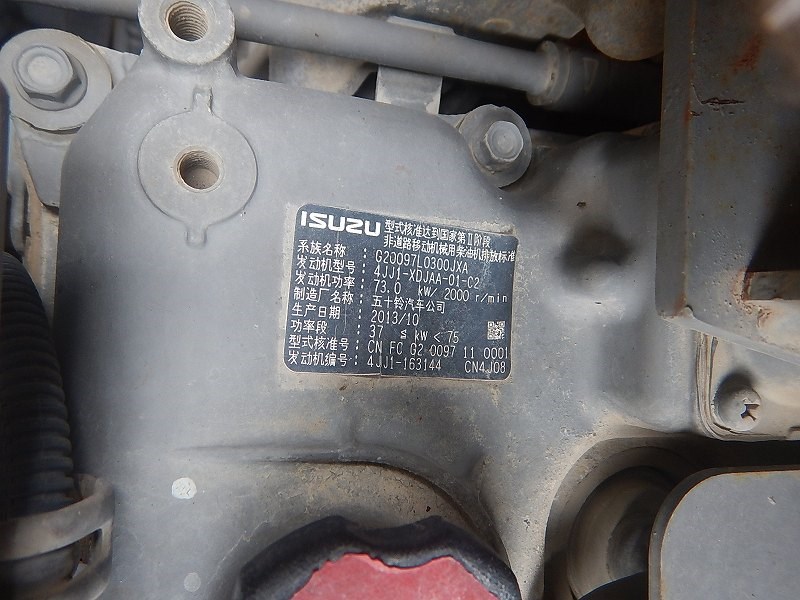 ISUZU 型式核准达到国家第Ⅱ阶段
非道路移动机械用柴油机排放标准
系族名称 : G20097L0300JXA
发动机型号 : 4JJ1-XDJAA-01-C2
发动机功率 : 73.0 kW/ 2000 r/min
制造厂名称 : 五十铃汽车公司
生产日期 : 2013/10
功率段 : 37 ≤ kW < 75
型式核准号 : CN FC G2 0097 11 0001
发动机编号 : 4JJ1-163144 CN4J08